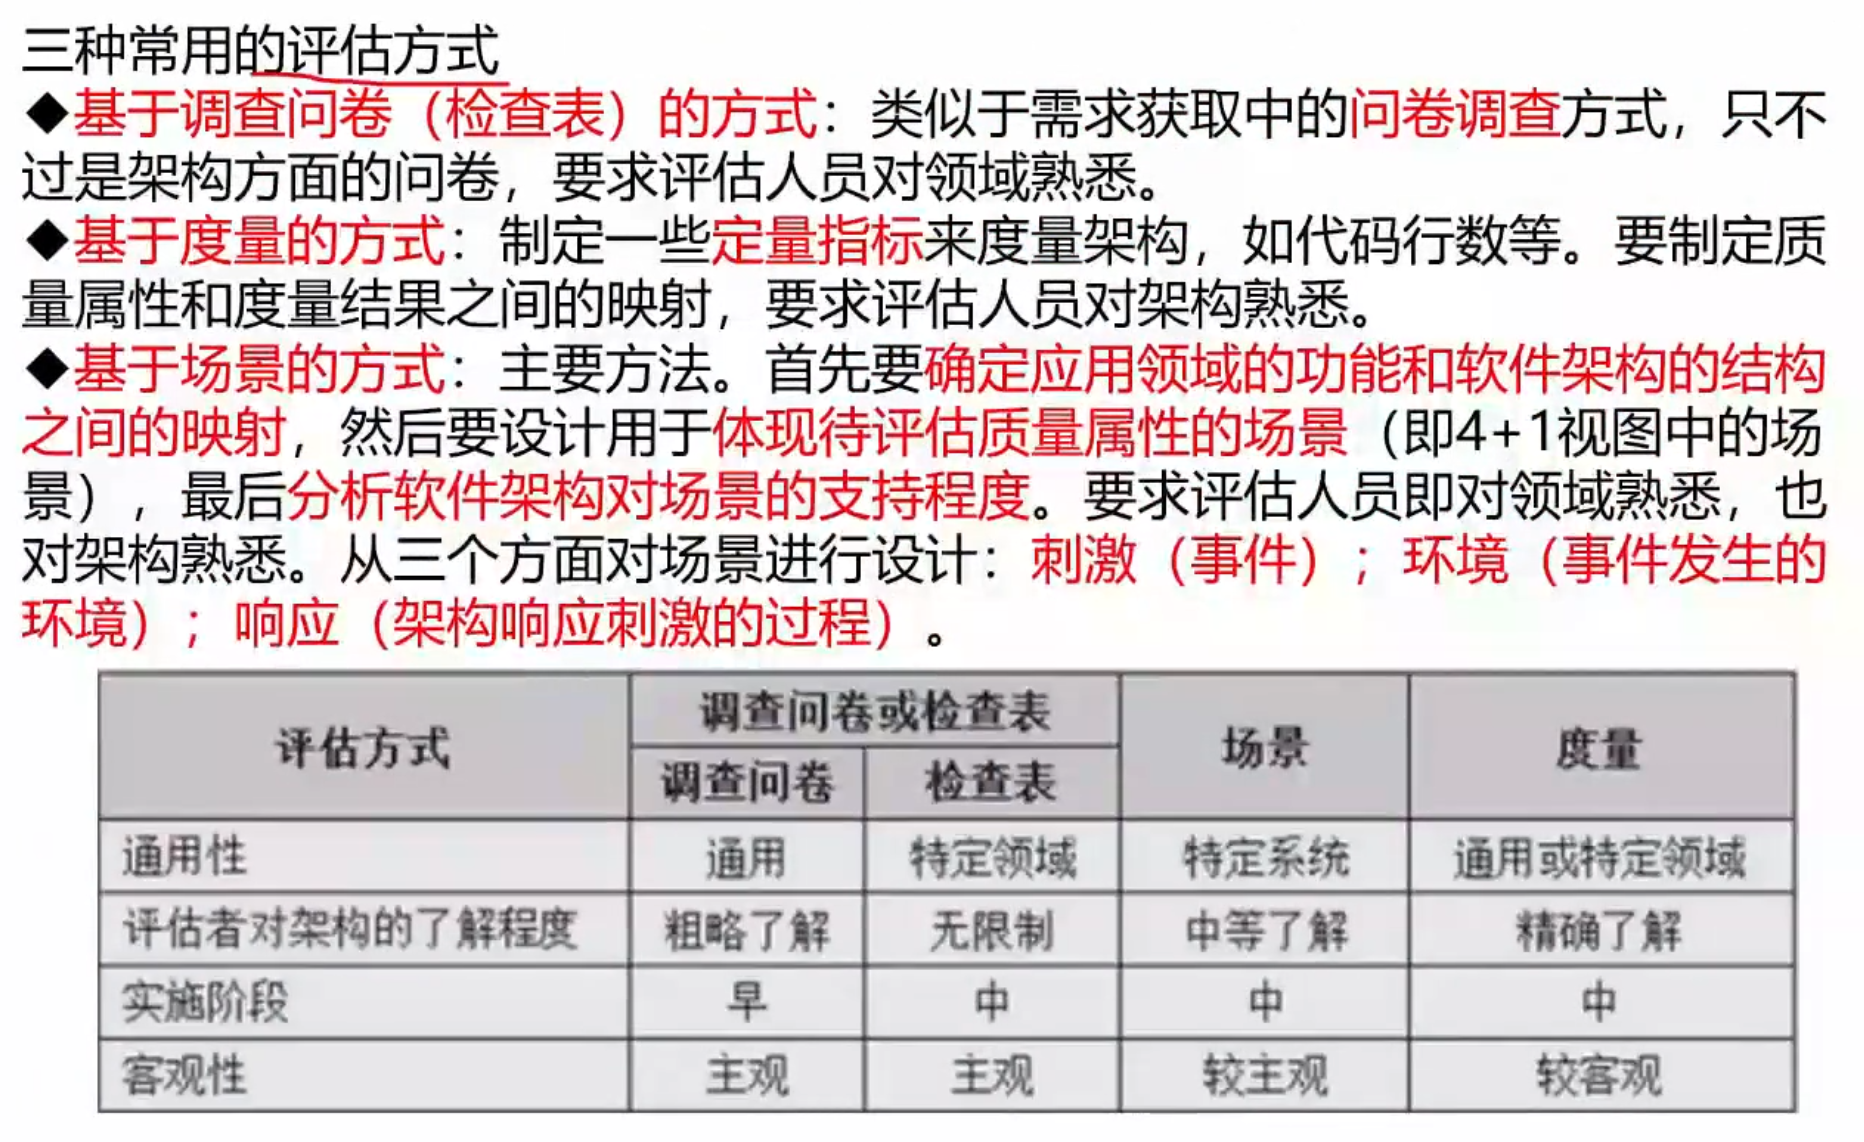 三种常用的评估方式
◆基于调查问卷（检查表）的方式：类似于需求获取中的问卷调查方式，只不
过是架构方面的问卷，要求评估人员对领域熟悉。
◆基于度量的方式：制定一些定量指标来度量架构，如代码行数等。要制定质
量属性和度量结果之间的映射，要求评估人员对架构熟悉。
◆基于场景的方式：主要方法。首先要确定应用领域的功能和软件架构的结构
之间的映射，然后要设计用于体现待评估质量属性的场景（即4+1视图中的场
景），最后分析软件架构对场景的支持程度。要求评估人员即对领域熟悉，也
对架构熟悉。从三个方面对场景进行设计：刺激（事件）；环境（事件发生的
环境）；响应（架构响应刺激的过程）。
评估方式 调查问卷或检查表 场景 度量
调查问卷 检查表
通用性 通用 特定领域 特定系统 通用或特定领域
评估者对架构的了解程度 粗略了解 无限制 中等了解 精确了解
实施阶段 早 中 中 中
客观性 主观 主观 较主观 较客观